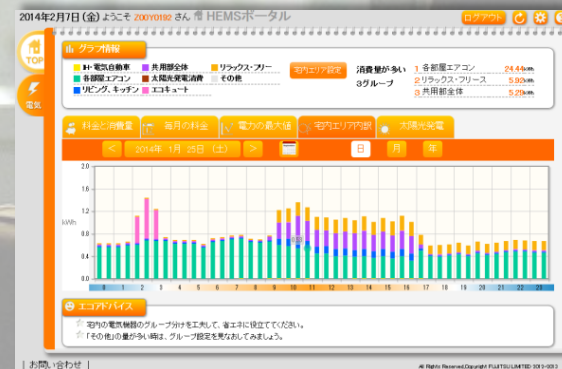 2014年2月7日(金) ようこそ Z00Y0192 さん HEMSポータル
ログアウト
TOP
電気
グラフ情報
IH・電気自動車 共用部全体 リラックス・フリー
各部屋エアコン 太陽光発電消費 その他
リビング、キッチン エコキュート
宅内エリア設定
消費量が多い
3グループ
1 各部屋エアコン 24.44kWh
2 リラックス・フリース 5.92kWh
3 共用部全体 5.29kWh
料金と消費量 毎月の料金 電力の最大値 宅内エリア内訳 太陽光発電
< 2014年 1月 25日 (土) > 日 月 年
kWh
2.0
1.6
1.2
0.8
0.4
0.0
0 1 2 3 4 5 6 7 8 9 10 11 12 13 14 15 16 17 18 19 20 21 22 23
エコアドバイス
宅内の電気機器のグループ分けを工夫して、省エネに役立ててください。
「その他」の量が多い時は、グループ設定を見なおしてみましょう。
| お問い合わせ |
All Rights Reserved,Copyright FUJITSU LIMITED 2012-2013